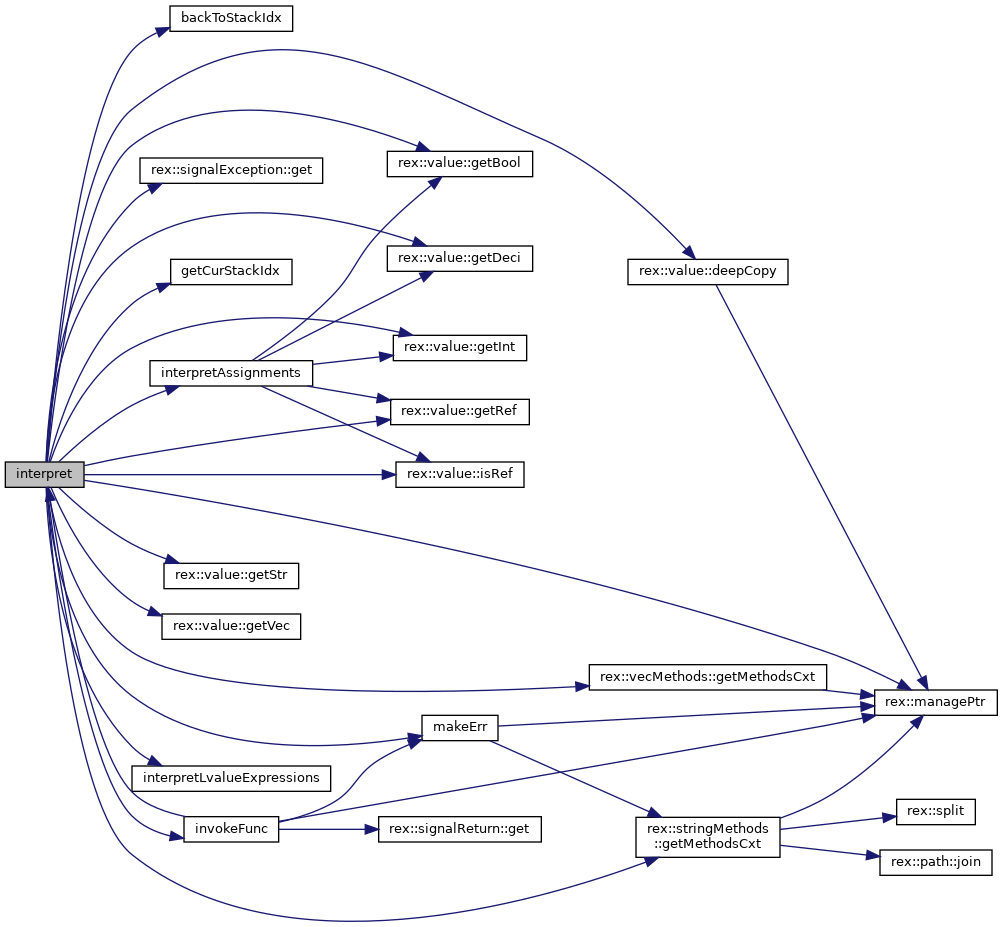 backToStackIdx
rex::signalException::get
rex::value::getBool
rex::value::getDeci
getCurStackIdx
rex::value::deepCopy
rex::value::getInt
interpretAssignments
rex::value::getRef
interpret
rex::value::isRef
rex::value::getStr
rex::value::getVec
rex::vecMethods::getMethodsCxt
rex::managePtr
makeErr
interpretLvalueExpressions
invokeFunc
rex::signalReturn::get
rex::stringMethods
::getMethodsCxt
rex::split
rex::path::join